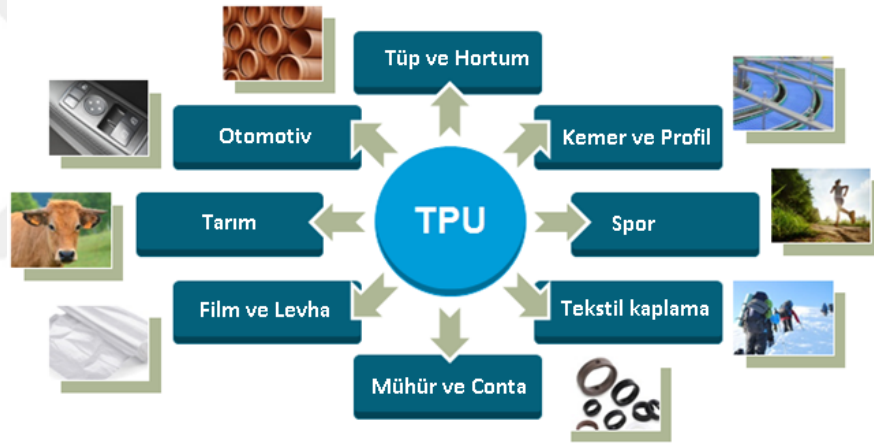 Tüp ve Hortum
Otomotiv
Kemer ve Profil
Tarım
TPU
Spor
Film ve Levha
Tekstil kaplama
Mühür ve Conta